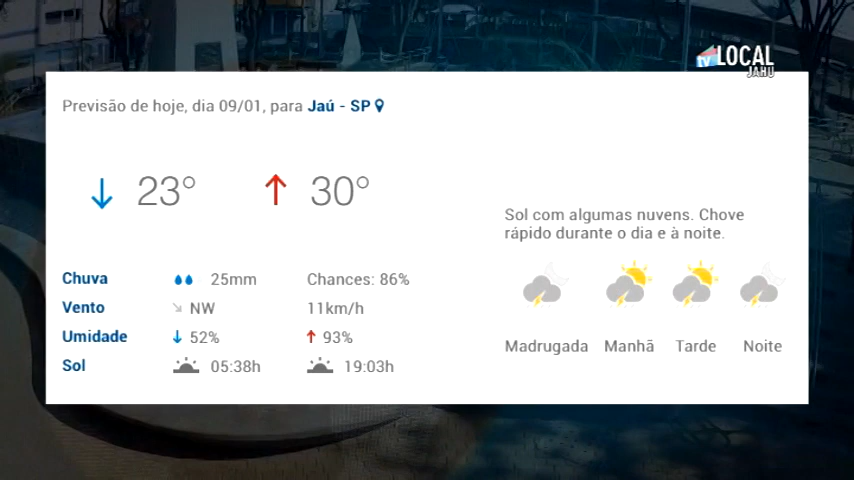 tv LOCAL
JAHU
Previsão de hoje, dia 09/01, para Jaú - SP
23° 30°
Sol com algumas nuvens. Chove
rápido durante o dia e à noite.
Chuva 25mm Chances: 86%
Vento NW 11km/h
Umidade 52% 93%
Sol 05:38h 19:03h
Madrugada Manhã Tarde Noite